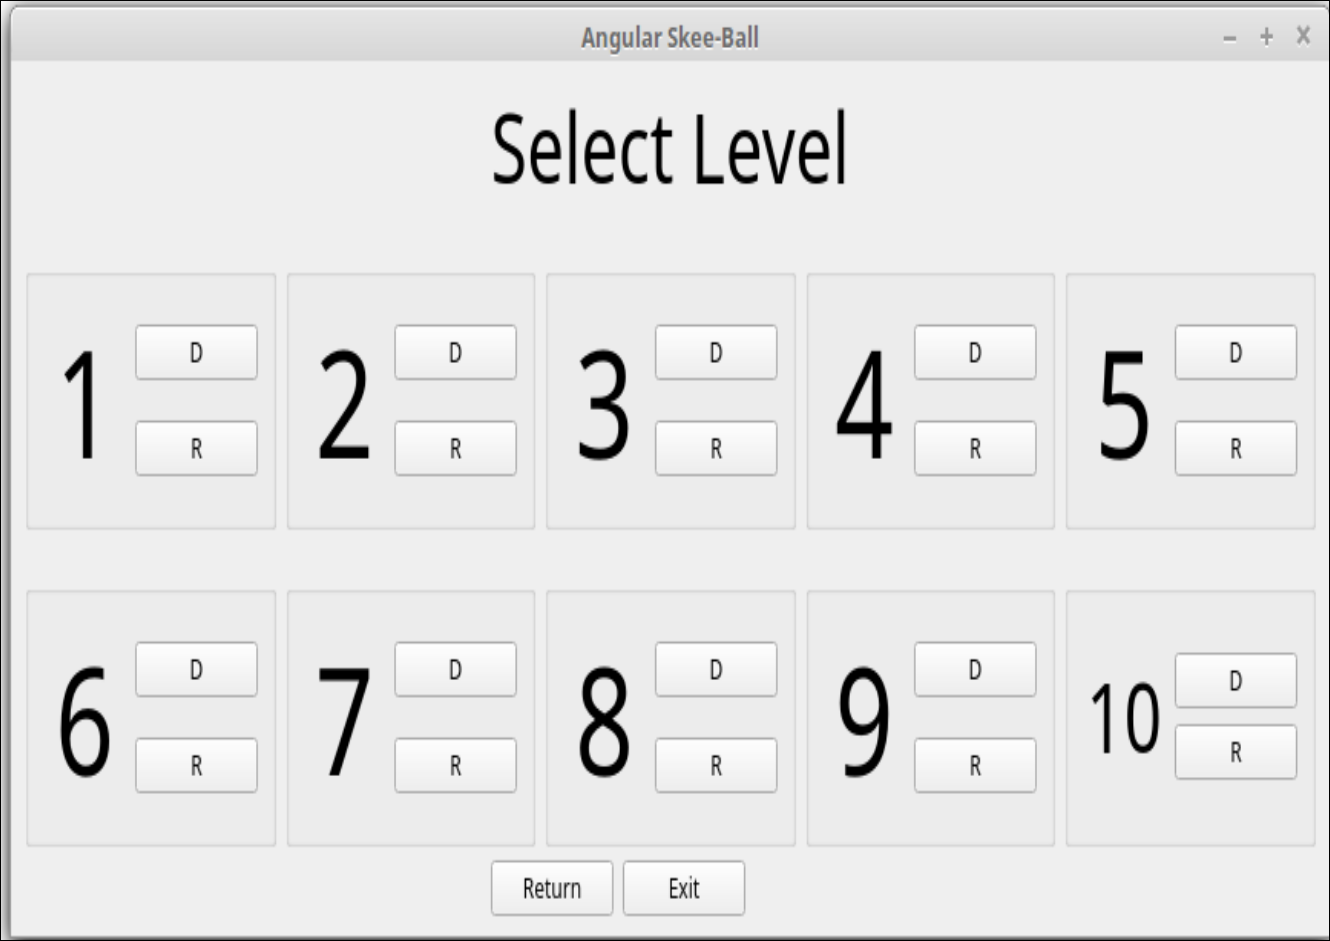 Angular Skee-Ball
Select Level
1 D R
2 D R
3 D R
4 D R
5 D R
6 D R
7 D R
8 D R
9 D R
10 D R
Return Exit